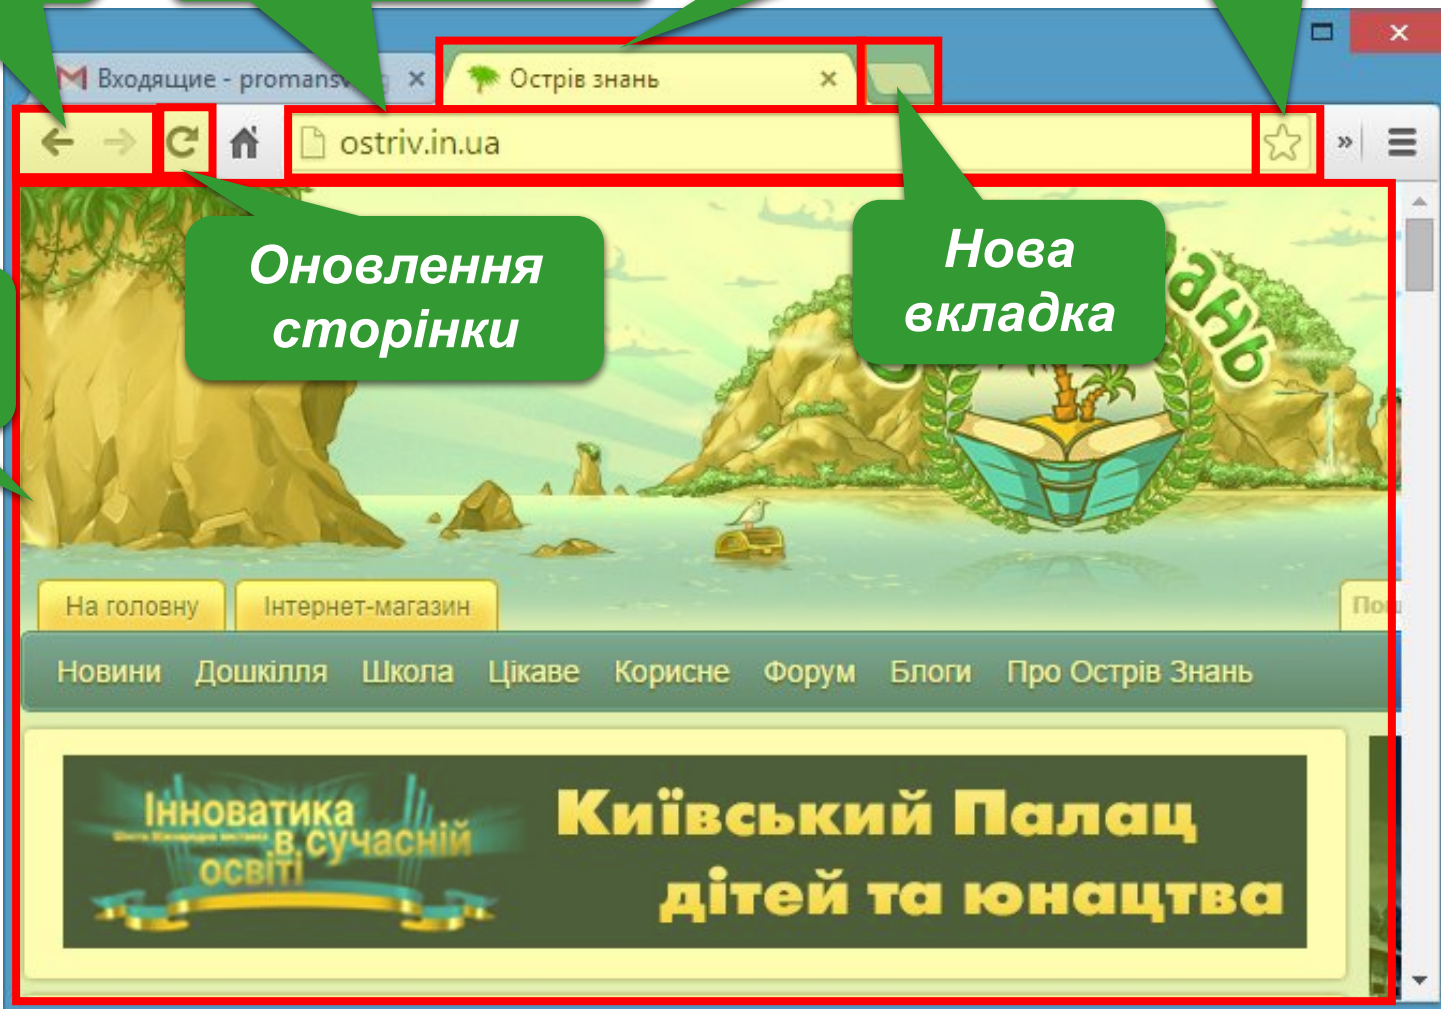 Входящие - promansv
Острів знань
ostriv.in.ua
»
Оновлення
сторінки
Нова
вкладка
На головну
Інтернет-магазин
Новини Дошкілля Школа Цікаве Корисне Форум Блоги Про Острів Знань
Інноватика
в сучасній
освіті
Київський Палац
дітей та юнацтва